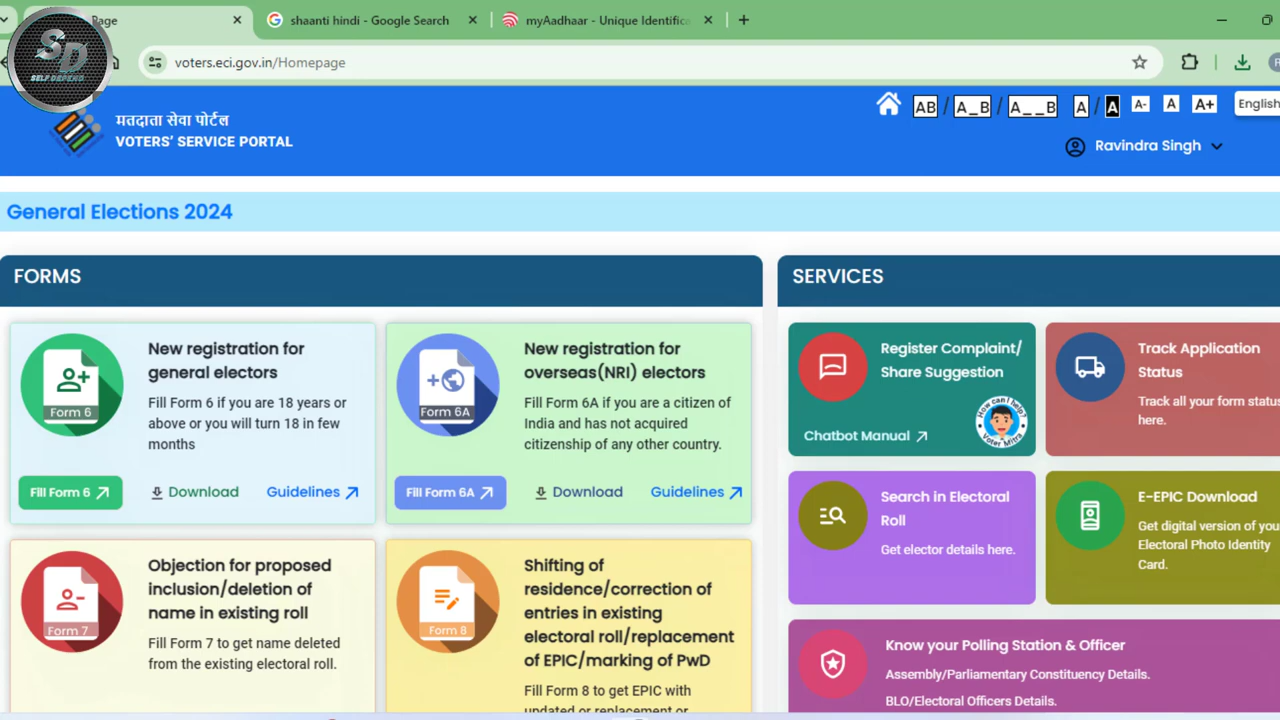 Page
shaanti hindi - Google Search
myAadhaar - Unique Identifica
voters.eci.gov.in/Homepage
SD
SELF DEPEND
मतदाता सेवा पोर्टल
VOTERS' SERVICE PORTAL
AB / A_B / A__B A / A A- A A+ English
Ravindra Singh
General Elections 2024
FORMS
New registration for
general electors
Fill Form 6 if you are 18 years or
above or you will turn 18 in few
months
Form 6
Fill Form 6
Download
Guidelines
New registration for
overseas(NRI) electors
Fill Form 6A if you are a citizen of
India and has not acquired
citizenship of any other country.
Form 6A
Fill Form 6A
Download
Guidelines
Objection for proposed
inclusion/deletion of
name in existing roll
Fill Form 7 to get name deleted
from the existing electoral roll.
Form 7
Shifting of
residence/correction of
entries in existing
electoral roll/replacement
of EPIC/marking of PwD
Fill Form 8 to get EPIC with
updated or replacement or
Form 8
SERVICES
Register Complaint/
Share Suggestion
Chatbot Manual
How can I help?
Voter Mitra
Track Application
Status
Track all your form status
here.
Search in Electoral
Roll
Get elector details here.
E-EPIC Download
Get digital version of you
Electoral Photo Identity
Card.
Know your Polling Station & Officer
Assembly/Parliamentary Constituency Details.
BLO/Electoral Officers Details.